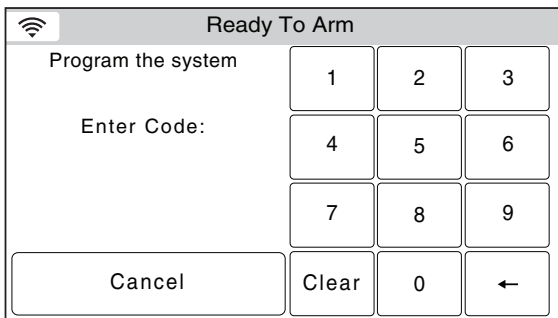 Ready To Arm
Program the system
Enter Code:
1 2 3
4 5 6
7 8 9
Cancel Clear 0 ←